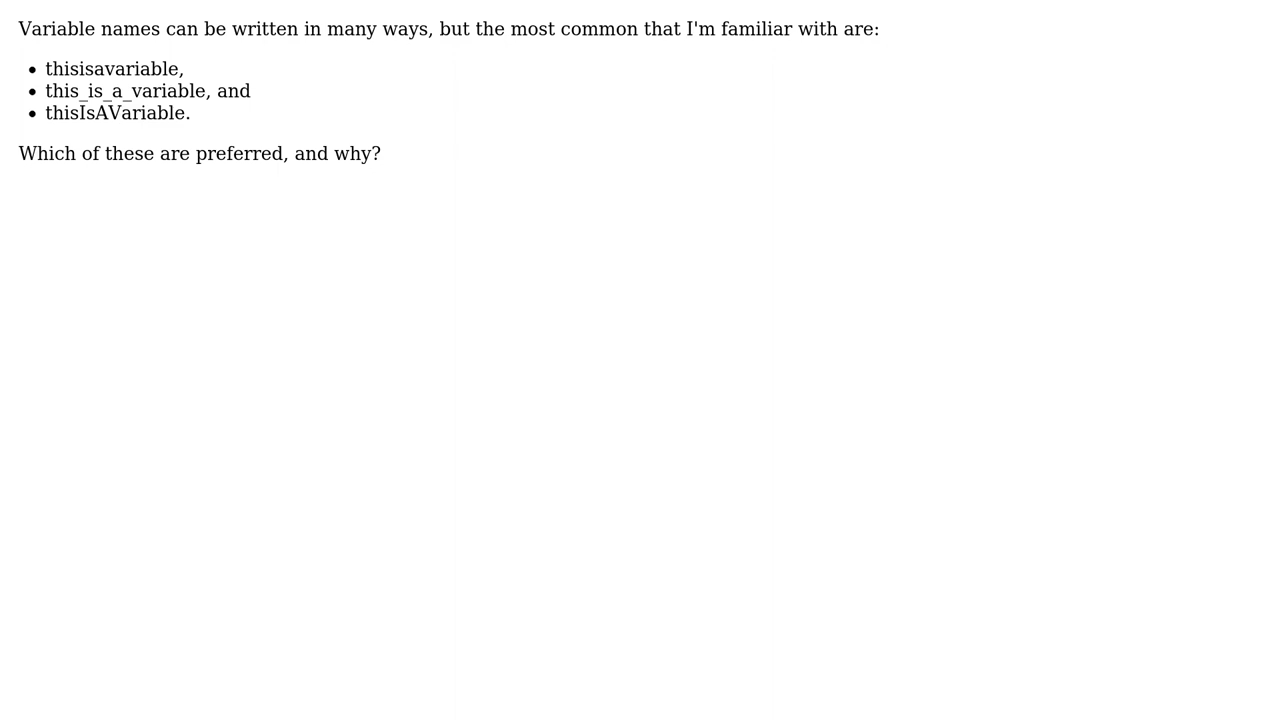 Variable names can be written in many ways, but the most common that I'm familiar with are:
• thisisavariable,
• this_is_a_variable, and
• thisIsAVariable.
Which of these are preferred, and why?